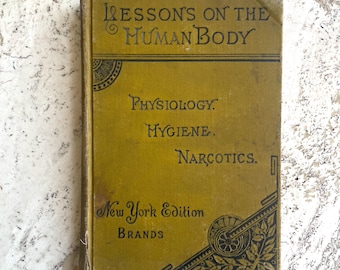 LESSONS ON THE
HUMAN BODY
PHYSIOLOGY.
HYGIENE.
NARCOTICS.
New York Edition
BRANDS